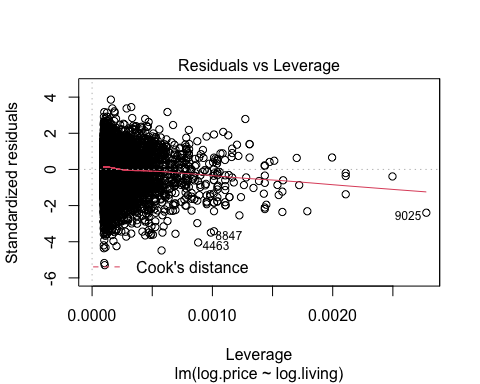 Residuals vs Leverage
Standardized residuals
4
2
0
-2
-4
-6
9025
8847
4463
Cook's distance
0.0000 0.0010 0.0020
Leverage
lm(log.price ~ log.living)